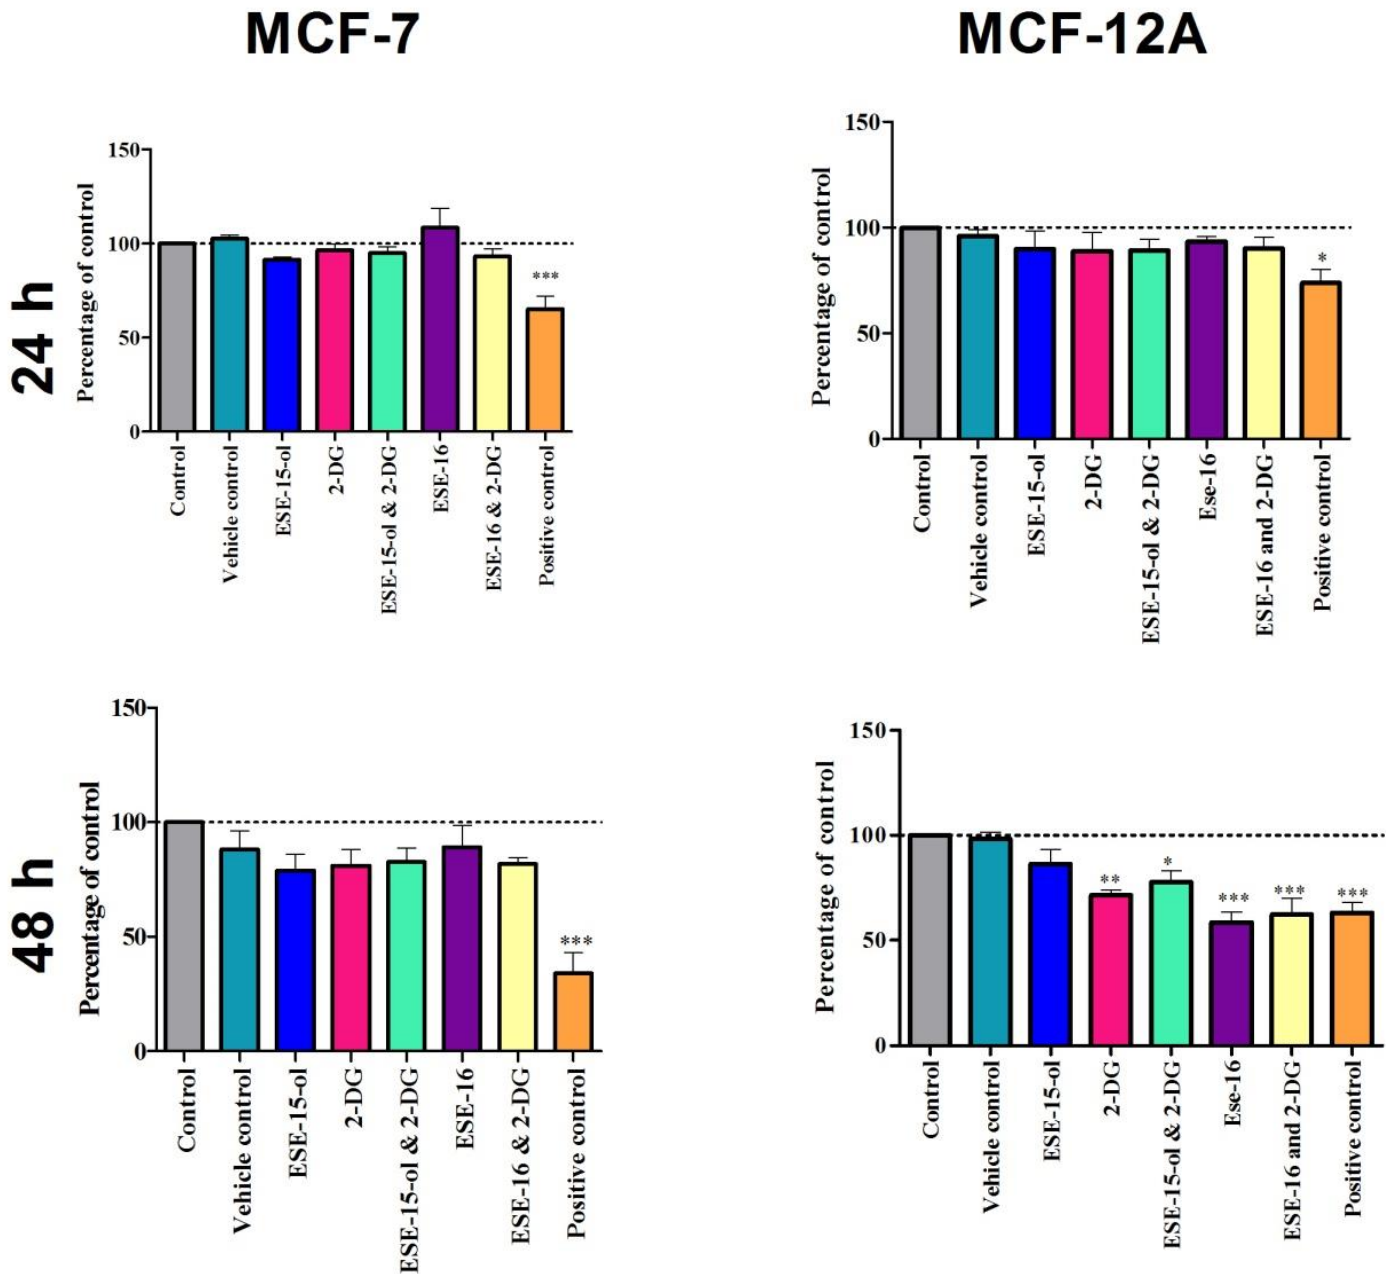 MCF-7
MCF-12A
24 h
Percentage of control
150
100
50
0
***
Control
Vehicle control
ESE-15-ol
2-DG
ESE-15-ol & 2-DG
ESE-16
ESE-16 & 2-DG
Positive control
Percentage of control
150
100
50
0
*
Control
Vehicle control
ESE-15-ol
2-DG
ESE-15-ol & 2-DG
Ese-16
ESE-16 and 2-DG
Positive control
48 h
Percentage of control
150
100
50
0
***
Control
Vehicle control
ESE-15-ol
2-DG
ESE-15-ol & 2-DG
ESE-16
ESE-16 & 2-DG
Positive control
Percentage of control
150
100
50
0
**
*
***
***
***
Control
Vehicle control
ESE-15-ol
2-DG
ESE-15-ol & 2-DG
Ese-16
ESE-16 and 2-DG
Positive control